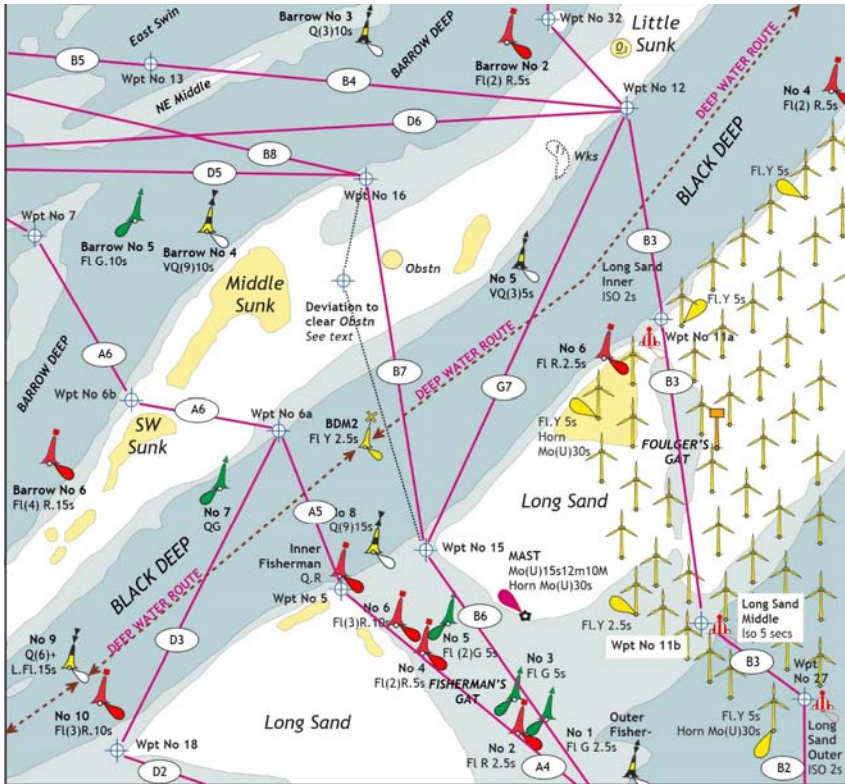 East Swin
Barrow No 3
Q(3)10s
BARROW DEEP
Wpt No 32
Little
Sunk
B5
Wpt No 13
B4
Barrow No 2
Fl(2) R.5s
DEEP WATER ROUTE
No 4
Fl(2) R.5s
NE Middle
Wpt No 12
D6
B8
Wks
BLACK DEEP
D5
Wpt No 16
Fl.Y 5s
Wpt No 7
Barrow No 5
Fl G.10s
Barrow No 4
VQ(9)10s
B3
Obstn
No 5
VQ(3)5s
Long Sand
Inner
ISO 2s
Middle
Sunk
Deviation to
clear Obstn
See text
Fl.Y 5s
Wpt No 11a
BARROW DEEP
A6
B7
DEEP WATER ROUTE
No 6
Fl R.2.5s
B3
G7
Wpt No 6b
A6
Wpt No 6a
SW
Sunk
BDM2
Fl Y 2.5s
Fl.Y 5s
Horn
Mo(U)30s
FOULGER'S
GAT
Barrow No 6
Fl(4) R.15s
No 7
QG
Long Sand
A5
No 8
Q(9)15s
BLACK DEEP
DEEP WATER ROUTE
Inner
Fisherman
Q.R
Wpt No 15
MAST
Mo(U)15s12m10M
Horn Mo(U)30s
Wpt No 5
B6
No 6
Fl(3)R.10s
No 5
Fl (2)G 5s
Fl.Y 2.5s
Long Sand
Middle
Iso 5 secs
Wpt No 11b
No 9
Q(6)+
L.Fl.15s
D3
No 4
Fl(2)R.5s
FISHERMAN'S
GAT
No 3
Fl G 5s
B3
Wpt
No 27
No 10
Fl(3)R.10s
Long Sand
No 2
Fl R 2.5s
No 1
Fl G 2.5s
Outer
Fisher-
Fl.Y 5s
Horn Mo(U)30s
Long
Sand
Outer
ISO 2s
Wpt No 18
D2
A4
B2